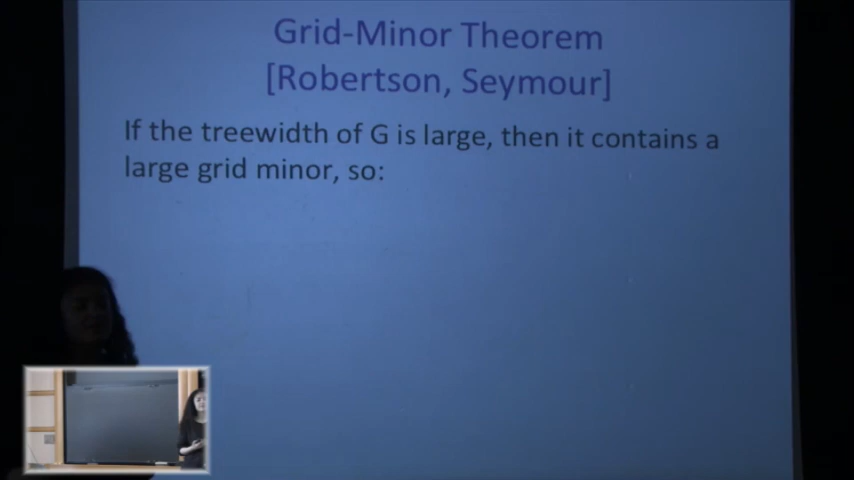 Grid-Minor Theorem
[Robertson, Seymour]
If the treewidth of G is large, then it contains a
large grid minor, so: